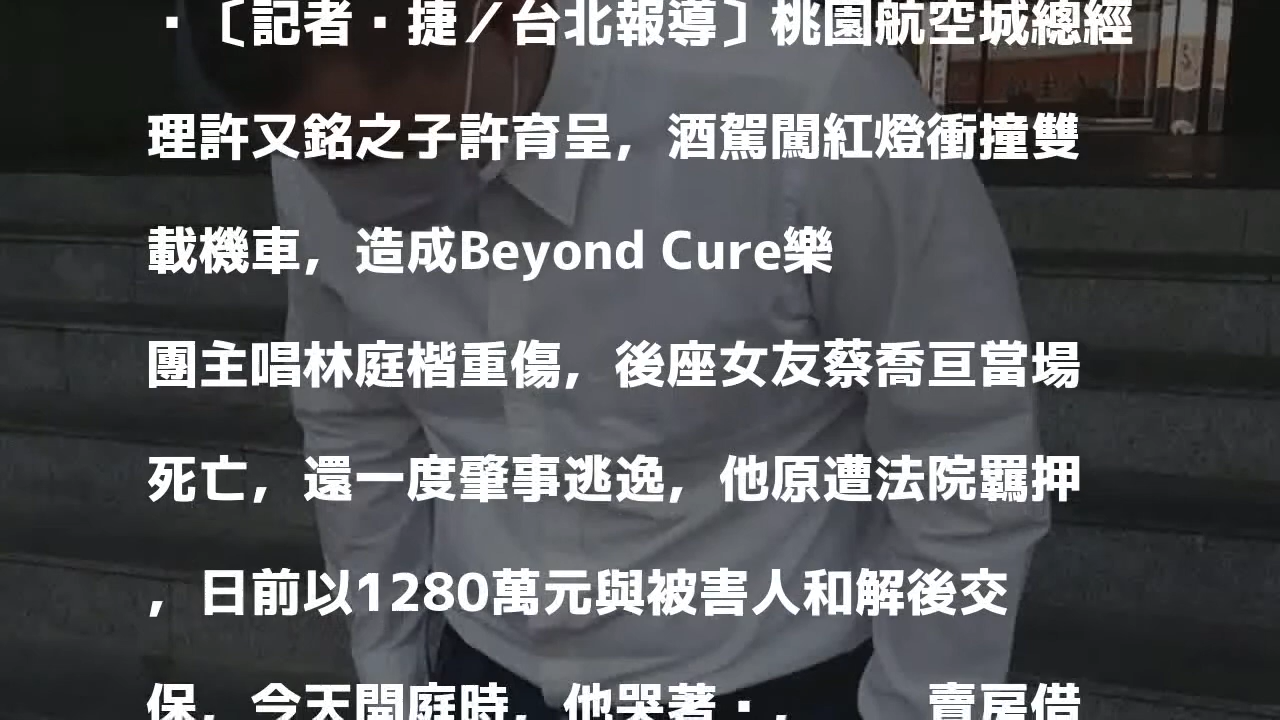 ·〔記者·捷／台北報導〕桃園航空城總經
理許又銘之子許育呈，酒駕闖紅燈衝撞雙
載機車，造成Beyond Cure樂
團主唱林庭楷重傷，後座女友蔡喬亘當場
死亡，還一度肇事逃逸，他原遭法院羈押
，日前以1280萬元與被害人和解後交
保，今天開庭時，他哭著·，　　賣房借